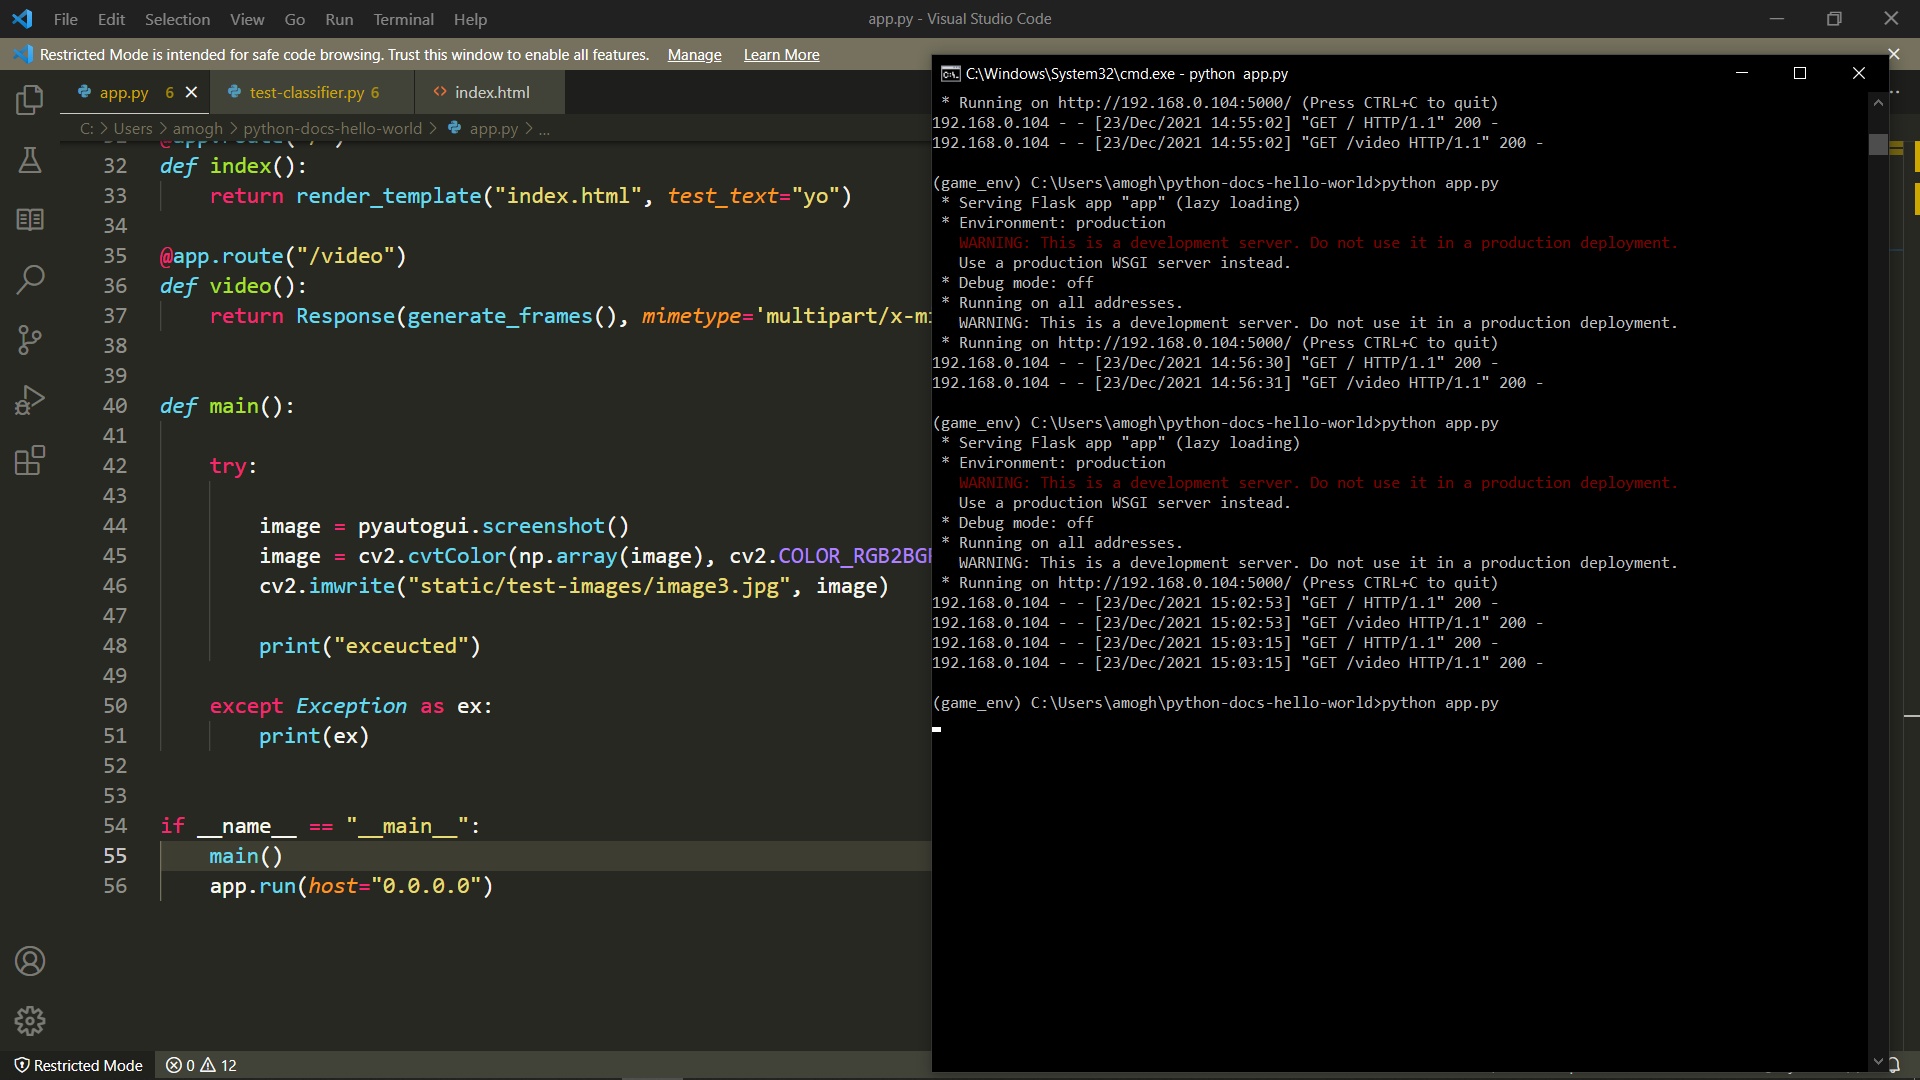 File Edit Selection View Go Run Terminal Help
app.py - Visual Studio Code
Restricted Mode is intended for safe code browsing. Trust this window to enable all features. Manage Learn More
app.py 6
test-classifier.py 6
index.html
C: > Users > amogh > python-docs-hello-world > app.py > ...
32 def index():
33 return render_template("index.html", test_text="yo")
34
35 @app.route("/video")
36 def video():
37 return Response(generate_frames(), mimetype='multipart/x-m
38
39
40 def main():
41
42 try:
43
44 image = pyautogui.screenshot()
45 image = cv2.cvtColor(np.array(image), cv2.COLOR_RGB2BG
46 cv2.imwrite("static/test-images/image3.jpg", image)
47
48 print("exceucted")
49
50 except Exception as ex:
51 print(ex)
52
53
54 if __name__ == "__main__":
55 main()
56 app.run(host="0.0.0.0")
Restricted Mode 0 12
C:\Windows\System32\cmd.exe - python app.py
* Running on http://192.168.0.104:5000/ (Press CTRL+C to quit)
192.168.0.104 - - [23/Dec/2021 14:55:02] "GET / HTTP/1.1" 200 -
192.168.0.104 - - [23/Dec/2021 14:55:02] "GET /video HTTP/1.1" 200 -
(game_env) C:\Users\amogh\python-docs-hello-world>python app.py
* Serving Flask app "app" (lazy loading)
* Environment: production
WARNING: This is a development server. Do not use it in a production deployment.
Use a production WSGI server instead.
* Debug mode: off
* Running on all addresses.
WARNING: This is a development server. Do not use it in a production deployment.
* Running on http://192.168.0.104:5000/ (Press CTRL+C to quit)
192.168.0.104 - - [23/Dec/2021 14:56:30] "GET / HTTP/1.1" 200 -
192.168.0.104 - - [23/Dec/2021 14:56:31] "GET /video HTTP/1.1" 200 -
(game_env) C:\Users\amogh\python-docs-hello-world>python app.py
* Serving Flask app "app" (lazy loading)
* Environment: production
WARNING: This is a development server. Do not use it in a production deployment.
Use a production WSGI server instead.
* Debug mode: off
* Running on all addresses.
WARNING: This is a development server. Do not use it in a production deployment.
* Running on http://192.168.0.104:5000/ (Press CTRL+C to quit)
192.168.0.104 - - [23/Dec/2021 15:02:53] "GET / HTTP/1.1" 200 -
192.168.0.104 - - [23/Dec/2021 15:02:53] "GET /video HTTP/1.1" 200 -
192.168.0.104 - - [23/Dec/2021 15:03:15] "GET / HTTP/1.1" 200 -
192.168.0.104 - - [23/Dec/2021 15:03:15] "GET /video HTTP/1.1" 200 -
(game_env) C:\Users\amogh\python-docs-hello-world>python app.py